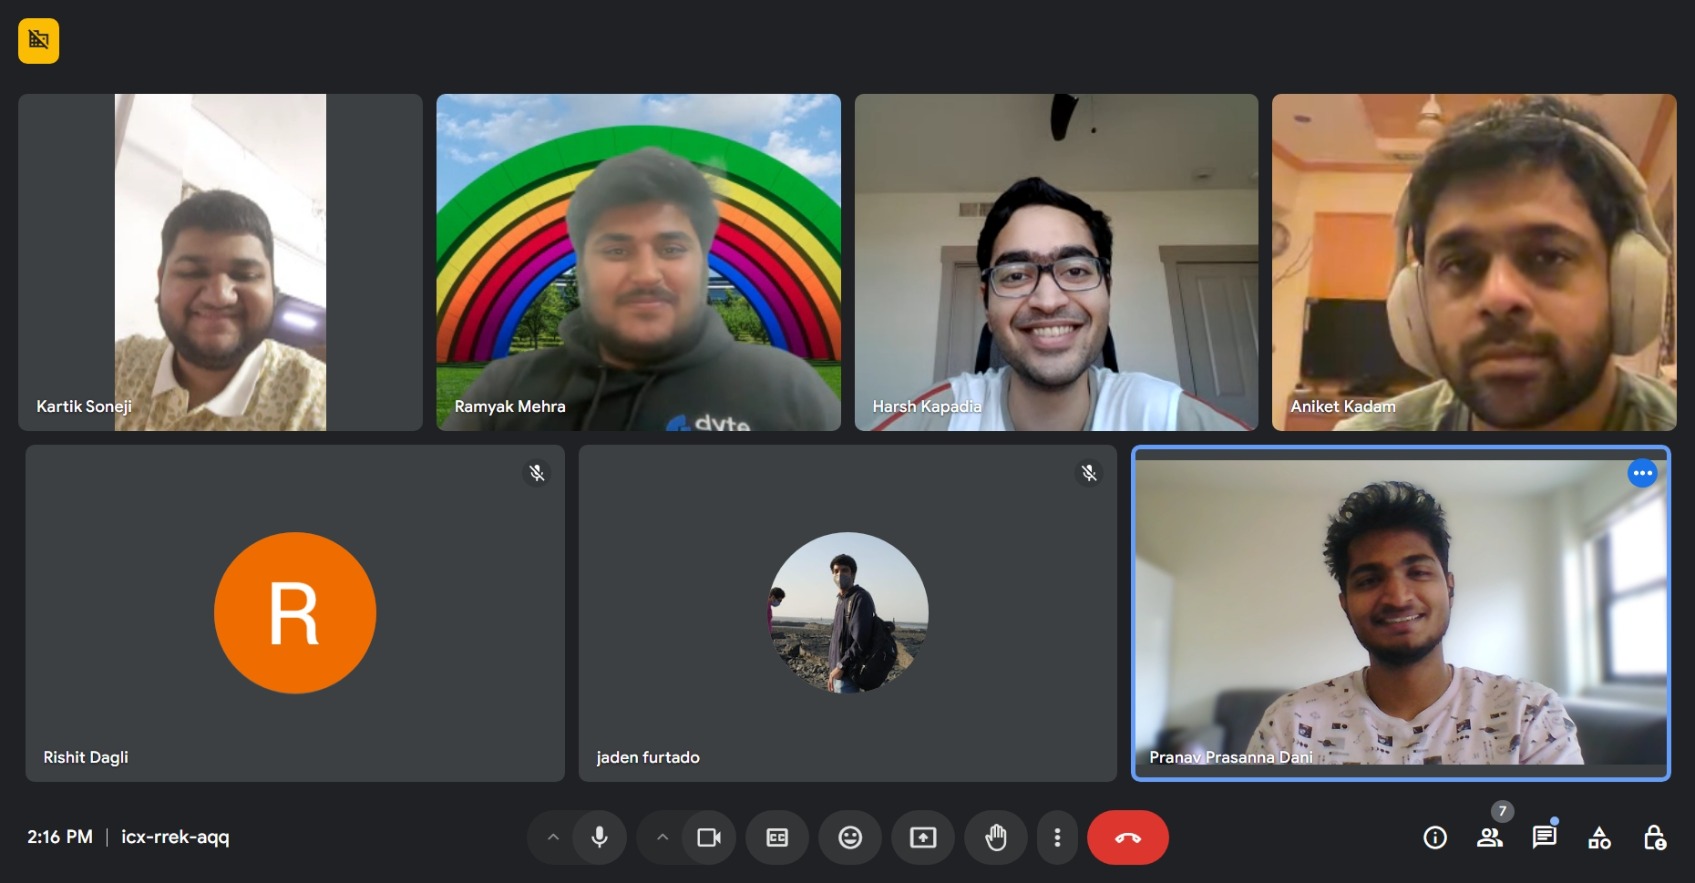 Kartik Soneji
Ramyak Mehra
dyte
Harsh Kapadia
Aniket Kadam
R
Rishit Dagli
jaden furtado
Pranav Prasanna Dani
2:16 PM | icx-rrek-aqq
CC
7